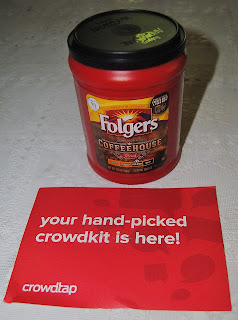 Folgers
COFFEEHOUSE
your hand-picked
crowdkit is here!
crowdtap